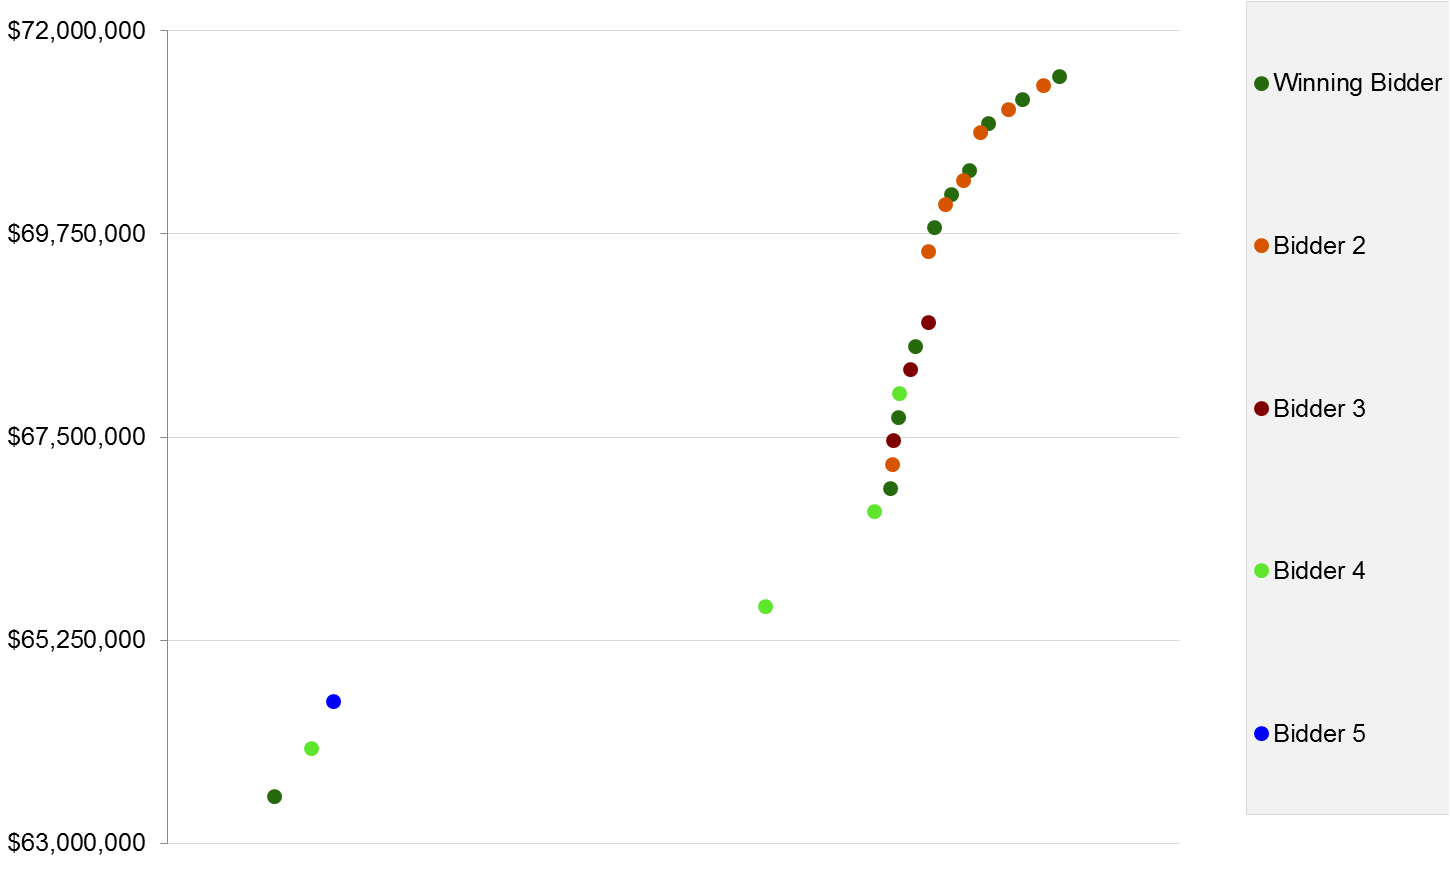 $72,000,000
$69,750,000
$67,500,000
$65,250,000
$63,000,000
Winning Bidder
Bidder 2
Bidder 3
Bidder 4
Bidder 5